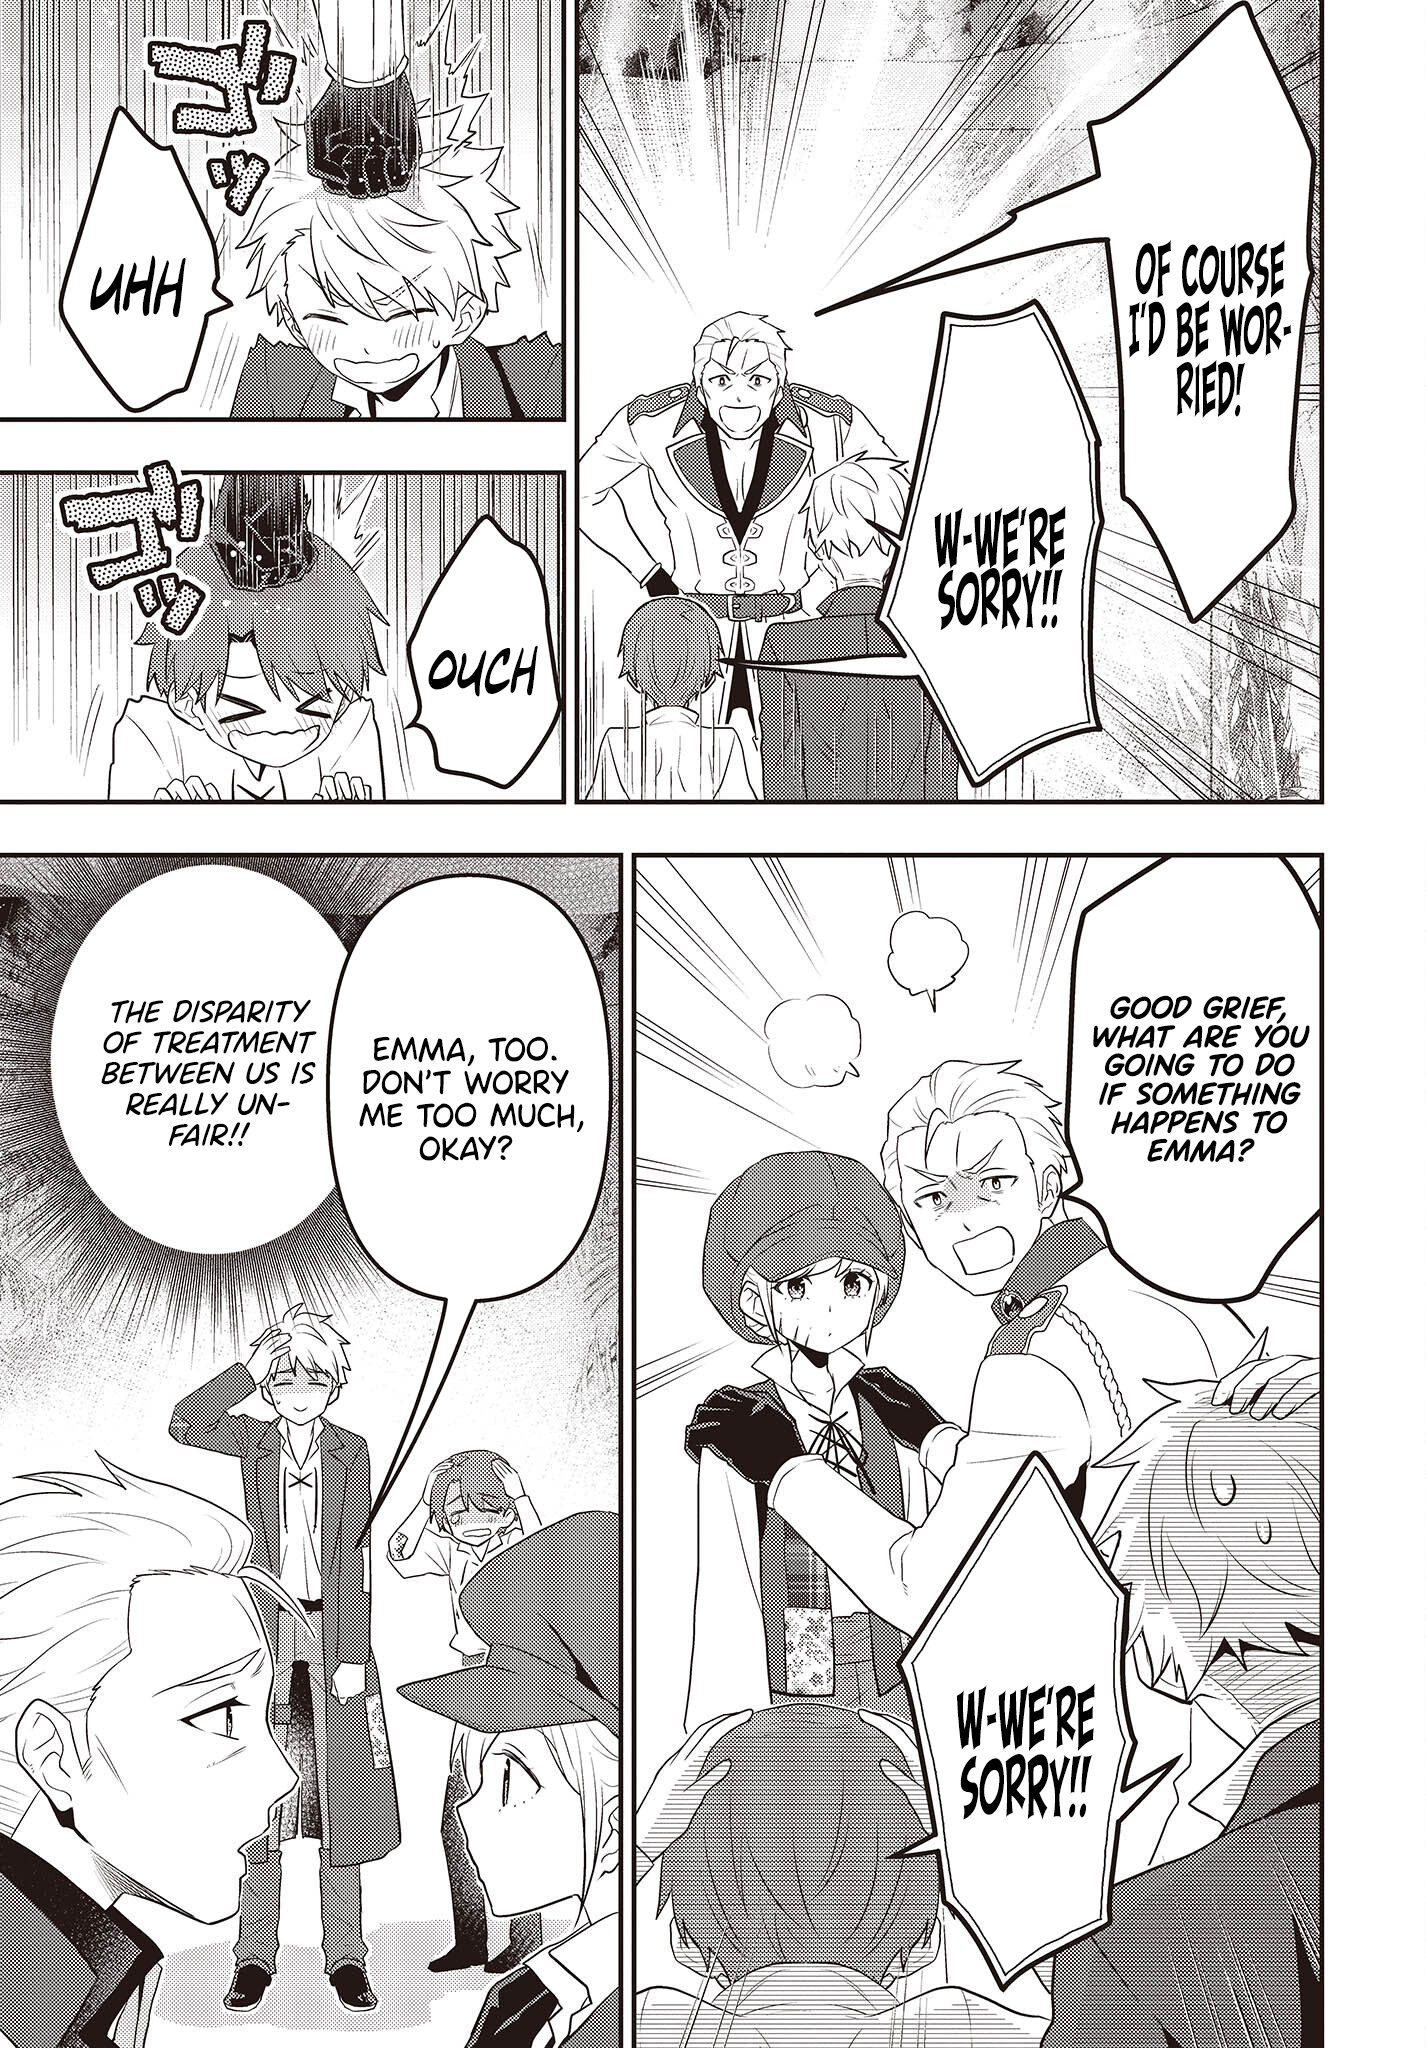 OF COURSE
I'D BE WOR-
RIED!
W-WE'RE
SORRY!!
ゴ
ゴ
ッ
UHH
ゴ
ゴ
ッ
OUCH
GOOD GRIEF,
WHAT ARE YOU
GOING TO DO
IF SOMETHING
HAPPENS TO
EMMA?
W-WE'RE
SORRY!!
EMMA, TOO.
DON'T WORRY
ME TOO MUCH,
OKAY?
THE DISPARITY
OF TREATMENT
BETWEEN US IS
REALLY UN-
FAIR!!